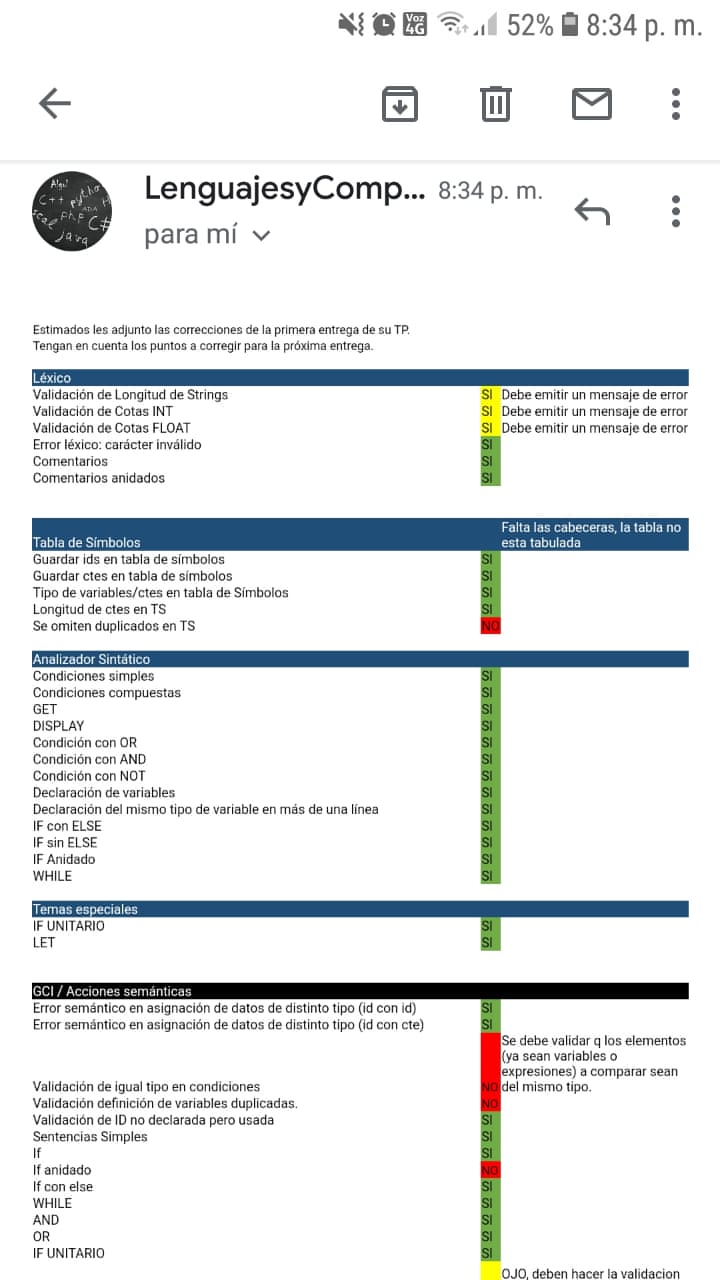 Voz 4G 52% 8:34 p. m.
LenguajesyComp... 8:34 p. m.
para mí
Estimados les adjunto las correcciones de la primera entrega de su TP.
Tengan en cuenta los puntos a corregir para la próxima entrega.
Léxico
Validación de Longitud de Strings SI Debe emitir un mensaje de error
Validación de Cotas INT SI Debe emitir un mensaje de error
Validación de Cotas FLOAT SI Debe emitir un mensaje de error
Error léxico: carácter inválido SI
Comentarios SI
Comentarios anidados SI
Falta las cabeceras, la tabla no
Tabla de Símbolos esta tabulada
Guardar ids en tabla de símbolos SI
Guardar ctes en tabla de símbolos SI
Tipo de variables/ctes en tabla de Símbolos SI
Longitud de ctes en TS SI
Se omiten duplicados en TS NO
Analizador Sintático
Condiciones simples SI
Condiciones compuestas SI
GET SI
DISPLAY SI
Condición con OR SI
Condición con AND SI
Condición con NOT SI
Declaración de variables SI
Declaración del mismo tipo de variable en más de una línea SI
IF con ELSE SI
IF sin ELSE SI
IF Anidado SI
WHILE SI
Temas especiales
IF UNITARIO SI
LET SI
GCI / Acciones semánticas
Error semántico en asignación de datos de distinto tipo (id con id) SI
Error semántico en asignación de datos de distinto tipo (id con cte) SI
Se debe validar q los elementos
(ya sean variables o
expresiones) a comparar sean
Validación de igual tipo en condiciones NO del mismo tipo.
Validación definición de variables duplicadas. NO
Validación de ID no declarada pero usada SI
Sentencias Simples SI
If SI
If anidado NO
If con else SI
WHILE SI
AND SI
OR SI
IF UNITARIO SI
OJO, deben hacer la validacion